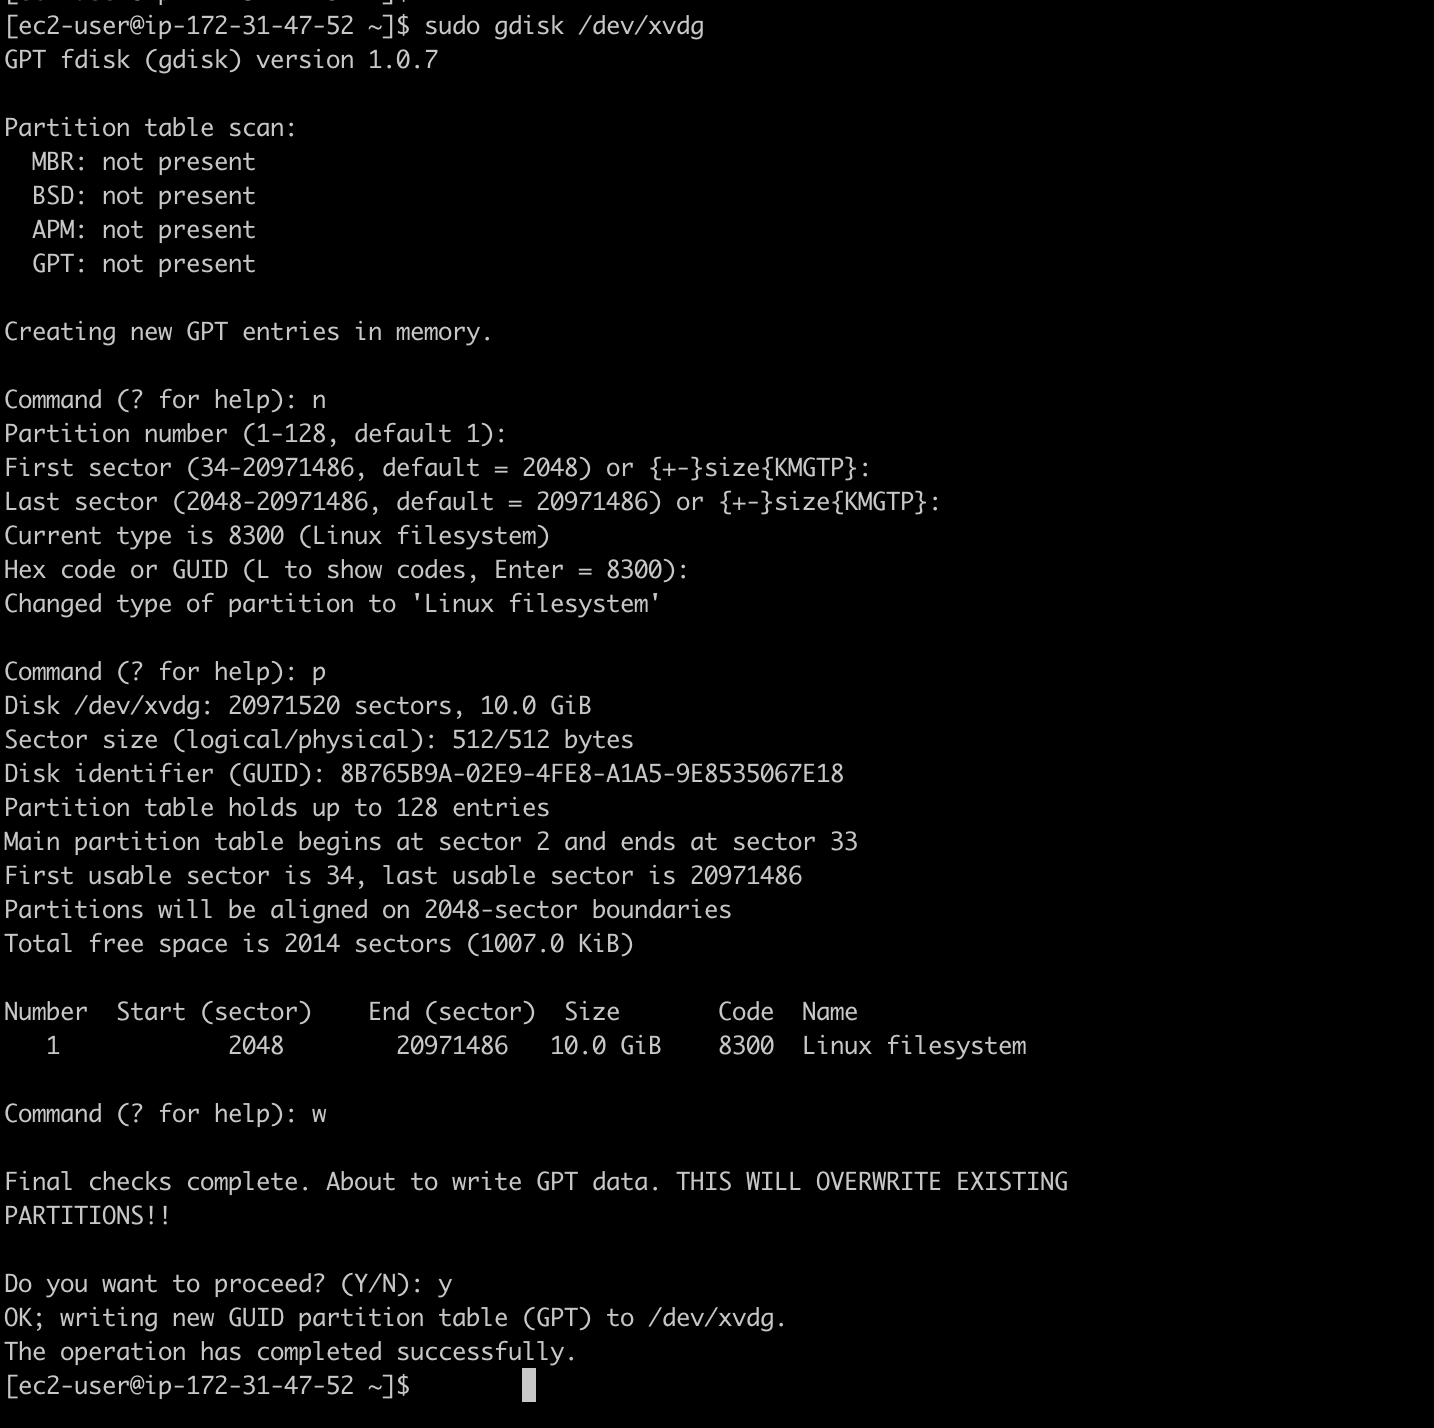 [ec2-user@ip-172-31-47-52 ~]$ sudo gdisk /dev/xvdg
GPT fdisk (gdisk) version 1.0.7

Partition table scan:
  MBR: not present
  BSD: not present
  APM: not present
  GPT: not present

Creating new GPT entries in memory.

Command (? for help): n
Partition number (1-128, default 1):
First sector (34-20971486, default = 2048) or {+-}size{KMGTP}:
Last sector (2048-20971486, default = 20971486) or {+-}size{KMGTP}:
Current type is 8300 (Linux filesystem)
Hex code or GUID (L to show codes, Enter = 8300):
Changed type of partition to 'Linux filesystem'

Command (? for help): p
Disk /dev/xvdg: 20971520 sectors, 10.0 GiB
Sector size (logical/physical): 512/512 bytes
Disk identifier (GUID): 8B765B9A-02E9-4FE8-A1A5-9E8535067E18
Partition table holds up to 128 entries
Main partition table begins at sector 2 and ends at sector 33
First usable sector is 34, last usable sector is 20971486
Partitions will be aligned on 2048-sector boundaries
Total free space is 2014 sectors (1007.0 KiB)

Number  Start (sector)    End (sector)  Size       Code  Name
   1            2048        20971486   10.0 GiB    8300  Linux filesystem

Command (? for help): w

Final checks complete. About to write GPT data. THIS WILL OVERWRITE EXISTING
PARTITIONS!!

Do you want to proceed? (Y/N): y
OK; writing new GUID partition table (GPT) to /dev/xvdg.
The operation has completed successfully.
[ec2-user@ip-172-31-47-52 ~]$